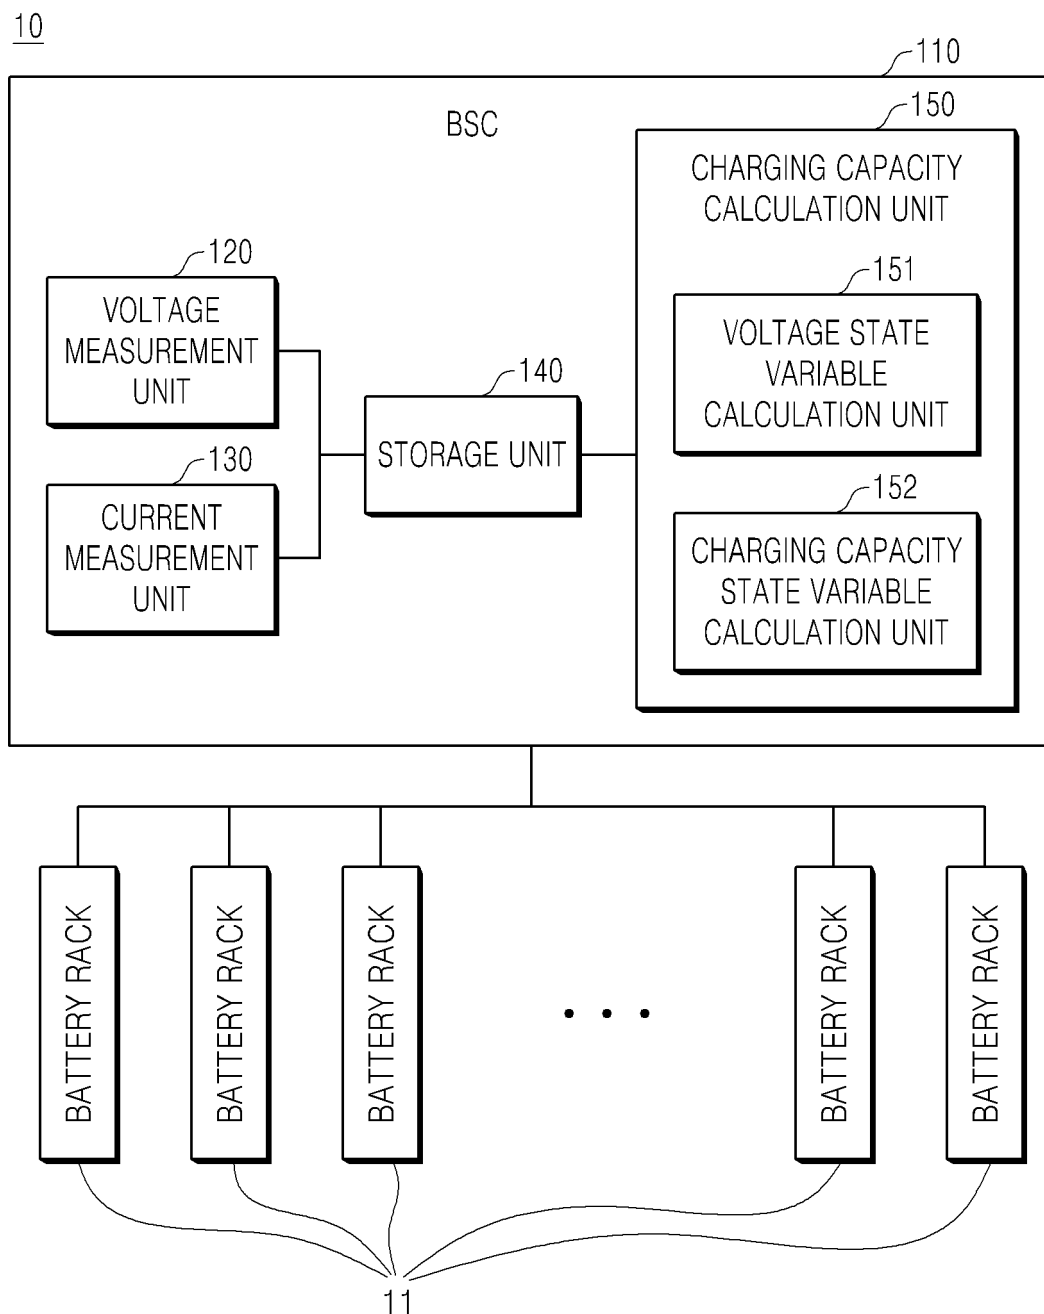 10
110
BSC
150
CHARGING CAPACITY
CALCULATION UNIT
120
VOLTAGE
MEASUREMENT
UNIT
151
VOLTAGE STATE
VARIABLE
CALCULATION UNIT
140
STORAGE UNIT
130
CURRENT
MEASUREMENT
UNIT
152
CHARGING CAPACITY
STATE VARIABLE
CALCULATION UNIT
BATTERY RACK
BATTERY RACK
BATTERY RACK
• • •
BATTERY RACK
BATTERY RACK
11